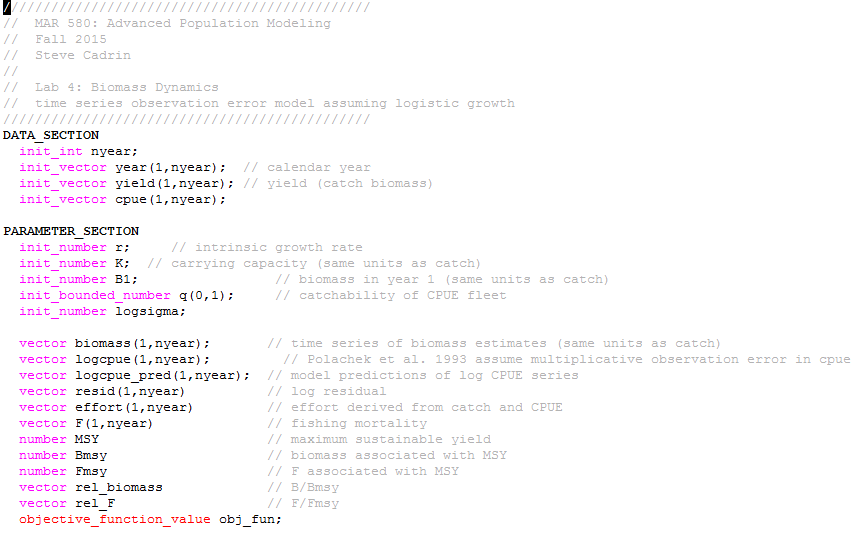 //////////////////////////////////////////////
//  MAR 580: Advanced Population Modeling
//  Fall 2015
//  Steve Cadrin
//
//  Lab 4: Biomass Dynamics
//  time series observation error model assuming logistic growth
//////////////////////////////////////////////
DATA_SECTION
  init_int nyear;
  init_vector year(1,nyear);  // calendar year
  init_vector yield(1,nyear); // yield (catch biomass)
  init_vector cpue(1,nyear);

PARAMETER_SECTION
  init_number r;     // intrinsic growth rate
  init_number K;  // carrying capacity (same units as catch)
  init_number B1;                 // biomass in year 1 (same units as catch)
  init_bounded_number q(0,1);     // catchability of CPUE fleet
  init_number logsigma;

  vector biomass(1,nyear);       // time series of biomass estimates (same units as catch)
  vector logcpue(1,nyear);         // Polachek et al. 1993 assume multiplicative observation error in cpue
  vector logcpue_pred(1,nyear);  // model predictions of log CPUE series
  vector resid(1,nyear)          // log residual
  vector effort(1,nyear)         // effort derived from catch and CPUE
  vector F(1,nyear)              // fishing mortality
  number MSY                     // maximum sustainable yield
  number Bmsy                    // biomass associated with MSY
  number Fmsy                    // F associated with MSY
  vector rel_biomass             // B/Bmsy
  vector rel_F                   // F/Fmsy
  objective_function_value obj_fun;